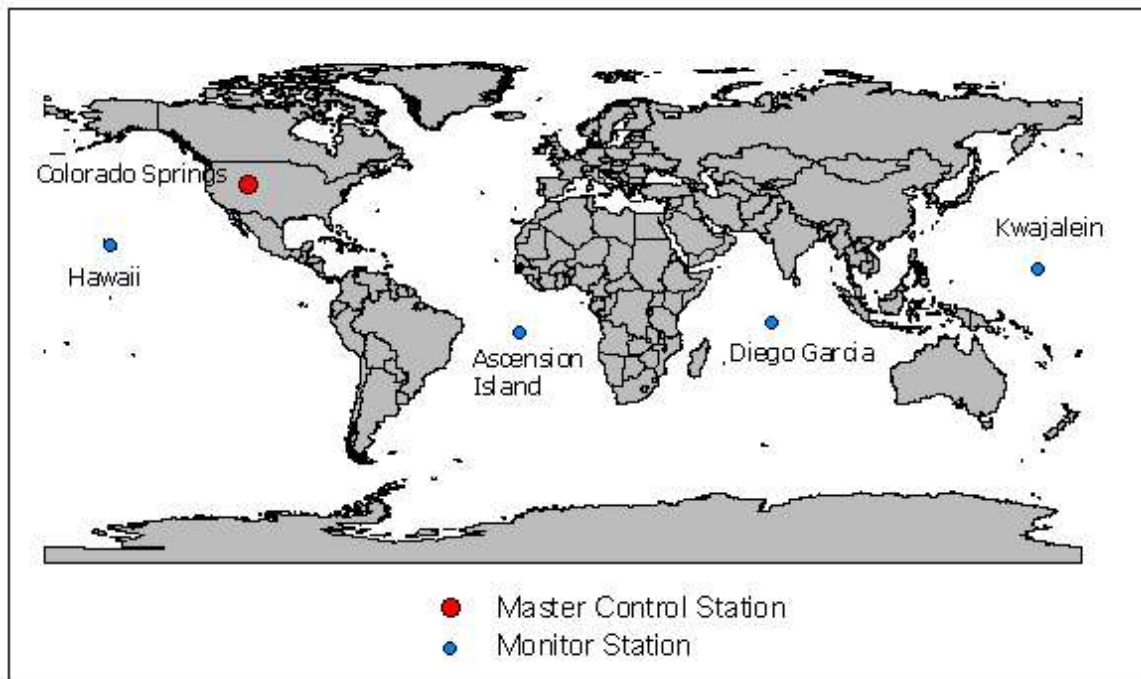 Colorado Springs
Kwajalein
Hawaii
Ascension
Island
Diego Garcia
Master Control Station
Monitor Station